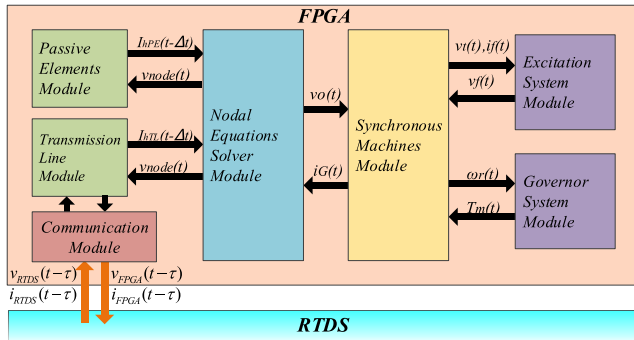 FPGA
Passive
Elements
Module
IhPE(t-Δt)
vnode(t)
Transmission
Line
Module
IhTL(t-Δt)
vnode(t)
Communication
Module
Nodal
Equations
Solver
Module
vo(t)
iG(t)
Synchronous
Machines
Module
vt(t),if(t)
vf(t)
Excitation
System
Module
ωr(t)
Tm(t)
Governor
System
Module
vRTDS(t-τ) vFPGA(t-τ)
iRTDS(t-τ) iFPGA(t-τ)
RTDS